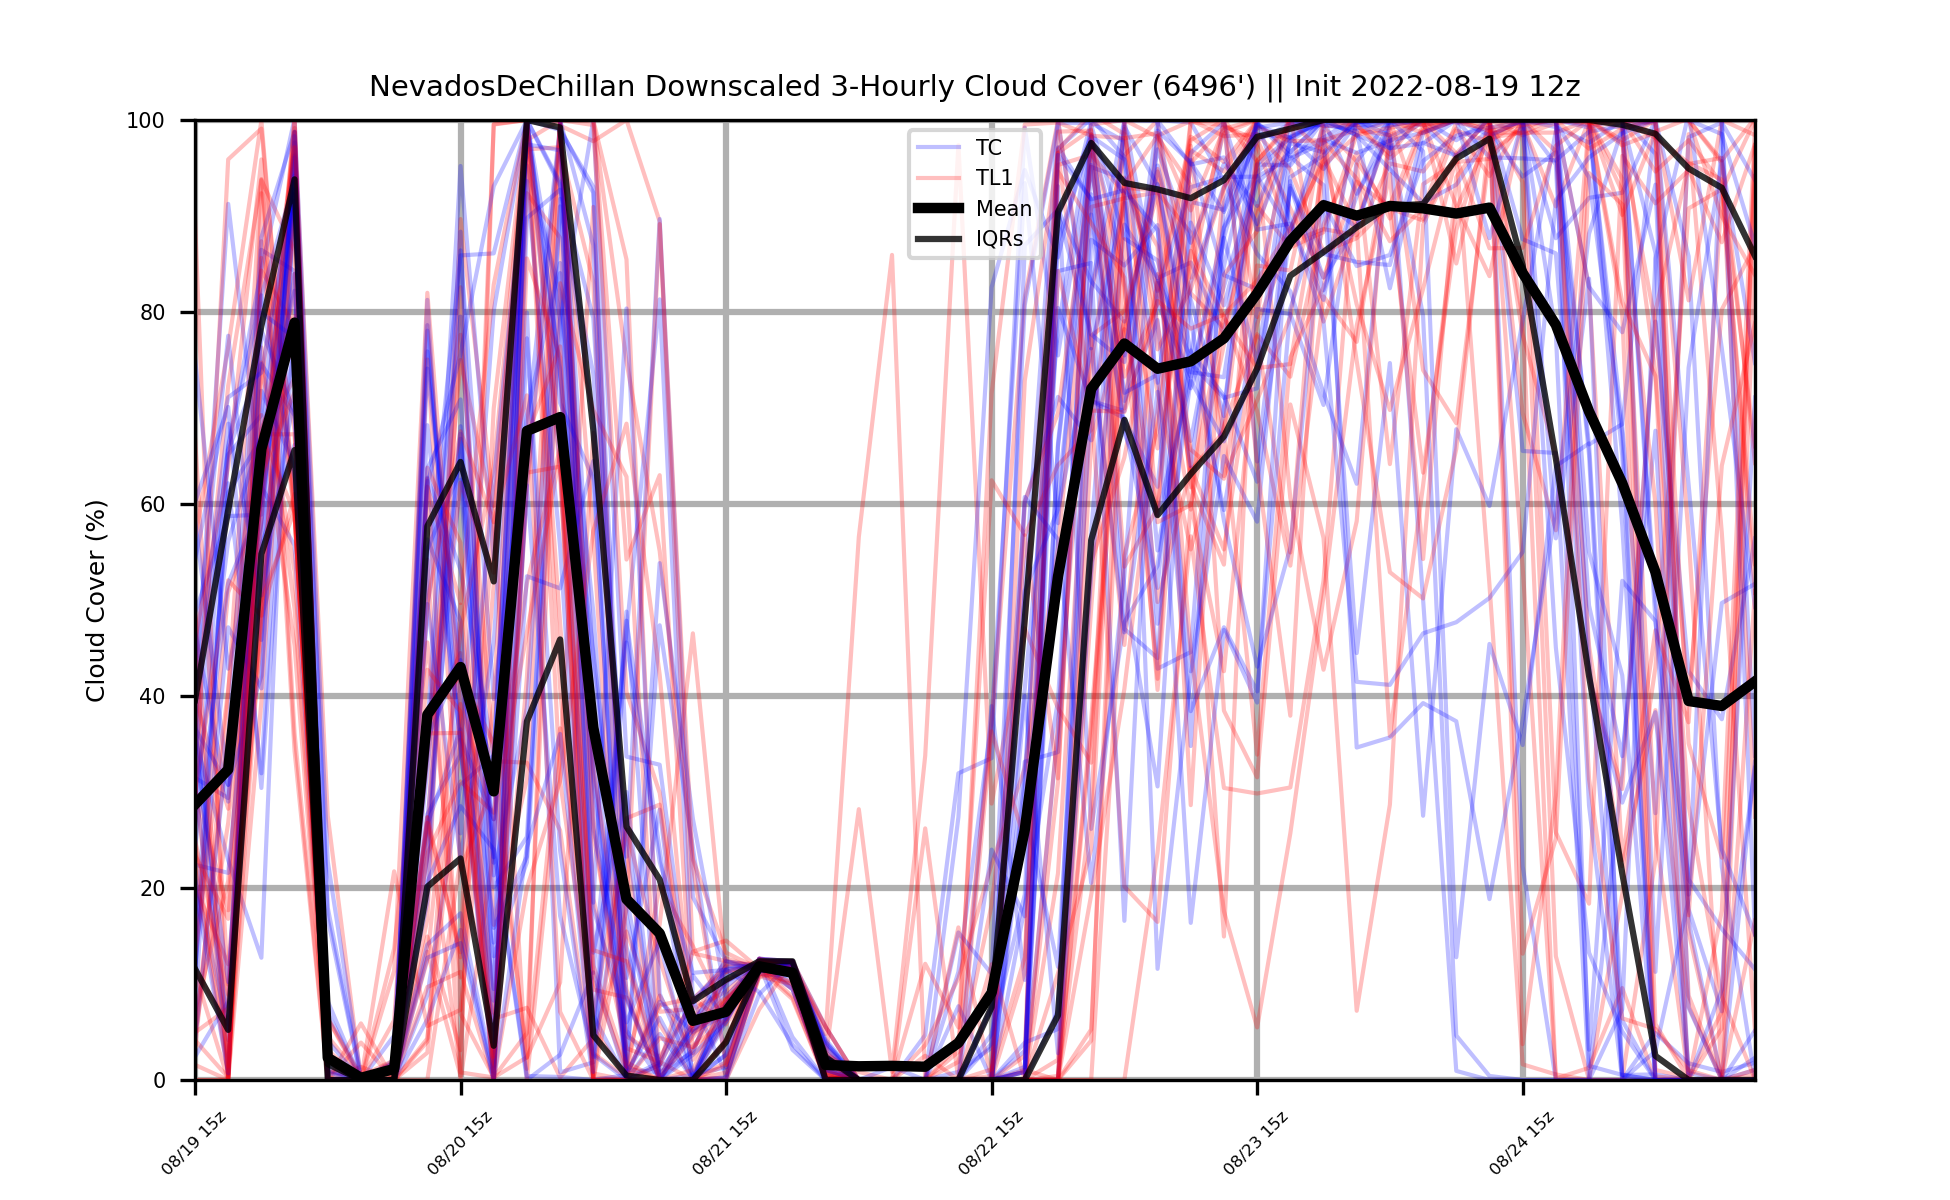 NevadosDeChillan Downscaled 3-Hourly Cloud Cover (6496') || Init 2022-08-19 12z
Cloud Cover (%)
100
80
60
40
20
0
TC
TL1
Mean
IQRs
08/19 15z
08/20 15z
08/21 15z
08/22 15z
08/23 15z
08/24 15z